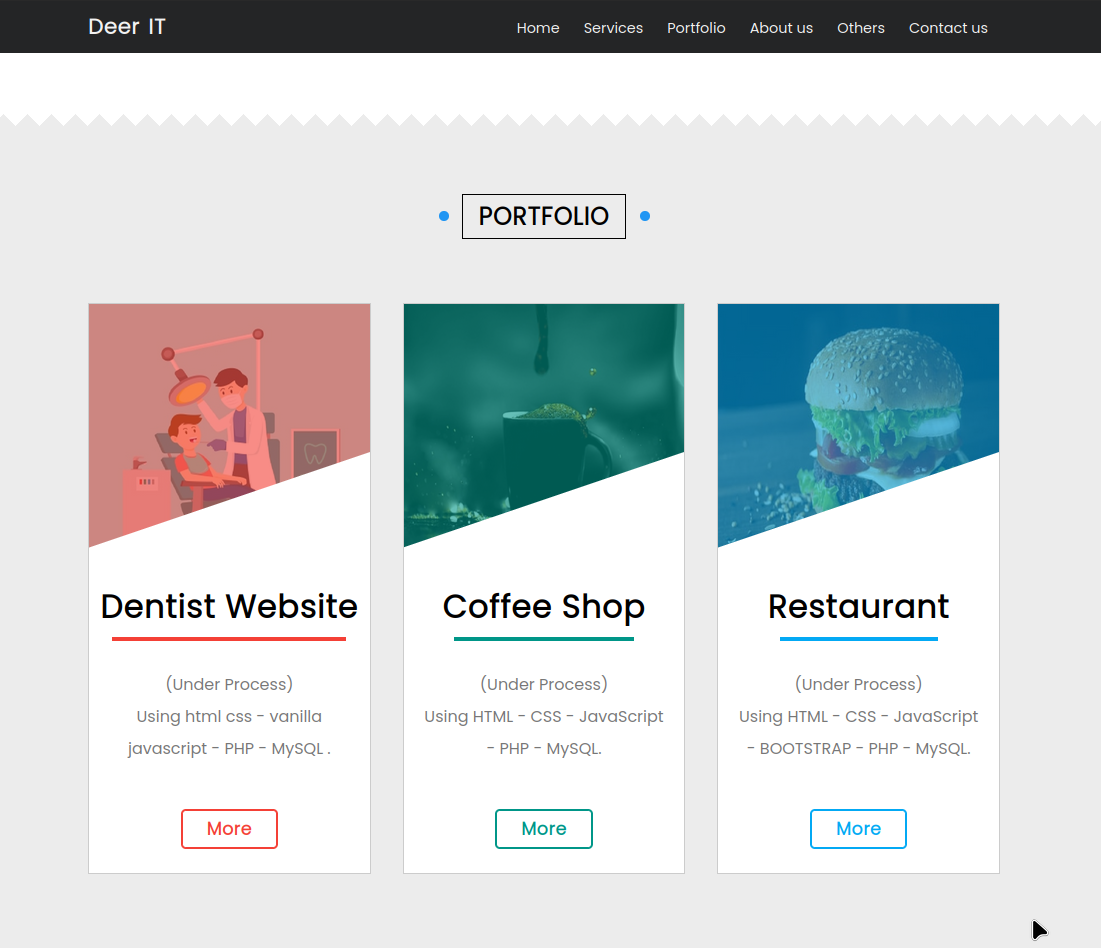 Deer IT
Home Services Portfolio About us Others Contact us
PORTFOLIO
Dentist Website
(Under Process)
Using html css - vanilla
javascript - PHP - MySQL .
More
Coffee Shop
(Under Process)
Using HTML - CSS - JavaScript
- PHP - MySQL.
More
Restaurant
(Under Process)
Using HTML - CSS - JavaScript
- BOOTSTRAP - PHP - MySQL.
More